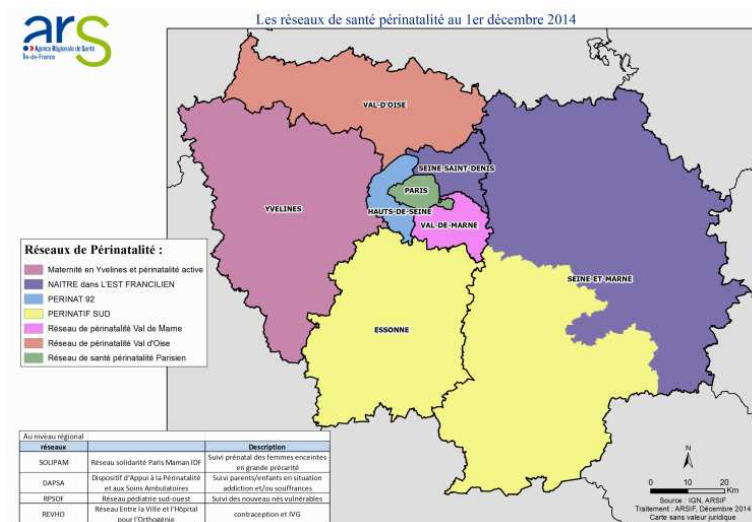 Les réseaux de santé périnatalité au 1er décembre 2014
ars
Agence Régionale de Santé
Île-de-France
VAL-D'OISE
SEINE-SAINT-DENIS
PARIS
YVELINES
HAUTS-DE-SEINE
VAL-DE-MARNE
SEINE-ET-MARNE
ESSONNE
Réseaux de Périnatalité :
Maternité en Yvelines et périnatalité active
NAITRE dans L'EST FRANCILIEN
PERINAT 92
PERINATIF SUD
Réseau de périnatalité Val de Marne
Réseau de périnatalité Val d'Oise
Réseau de santé périnatalité Parisien
Au niveau régional
réseaux Description
SOLIPAM Réseau solidarité Paris Maman IDF Suivi prénatal des femmes enceintes en grande précarité
DAPSA Dispositif d'Appui à la Périnatalité et aux Soins Ambulatoires Suivi parents/enfants en situation addiction et/ou souffrances
RPSOF Réseau pédiatrie sud-ouest Suivi des nouveau nés vulnérables
REVHO Réseau Entre la Ville et l'Hôpital pour l'Orthogénie contraception et IVG
N
0 10 20
Km
Source : IGN, ARSIF
Traitement : ARSIF, Décembre 2014
Carte sans valeur juridique